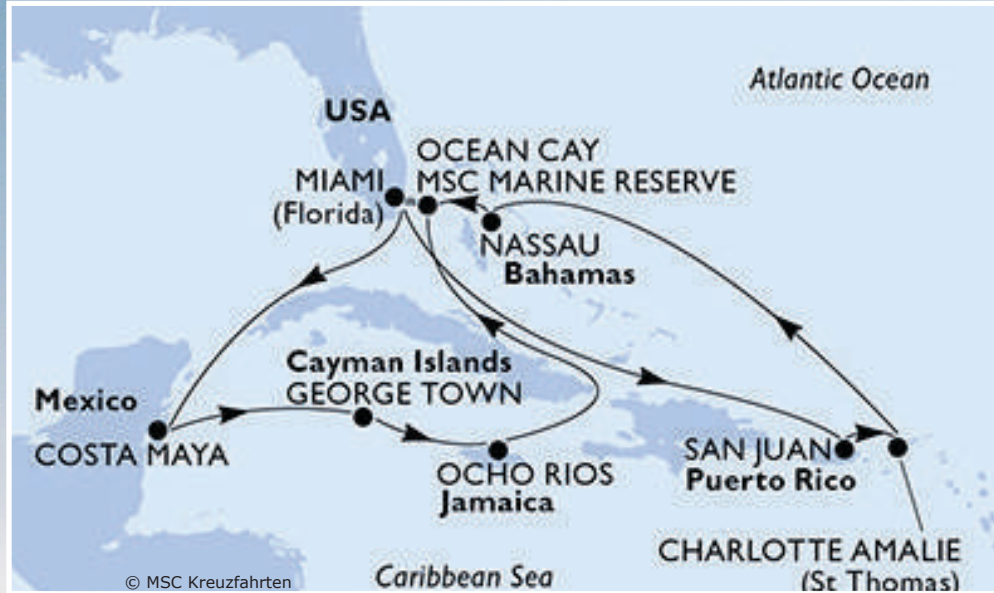 Atlantic Ocean
USA
OCEAN CAY
MSC MARINE RESERVE
MIAMI
(Florida)
NASSAU
Bahamas
Cayman Islands
GEORGE TOWN
Mexico
COSTA MAYA
OCHO RIOS
Jamaica
SAN JUAN
Puerto Rico
CHARLOTTE AMALIE
(St Thomas)
Caribbean Sea
© MSC Kreuzfahrten